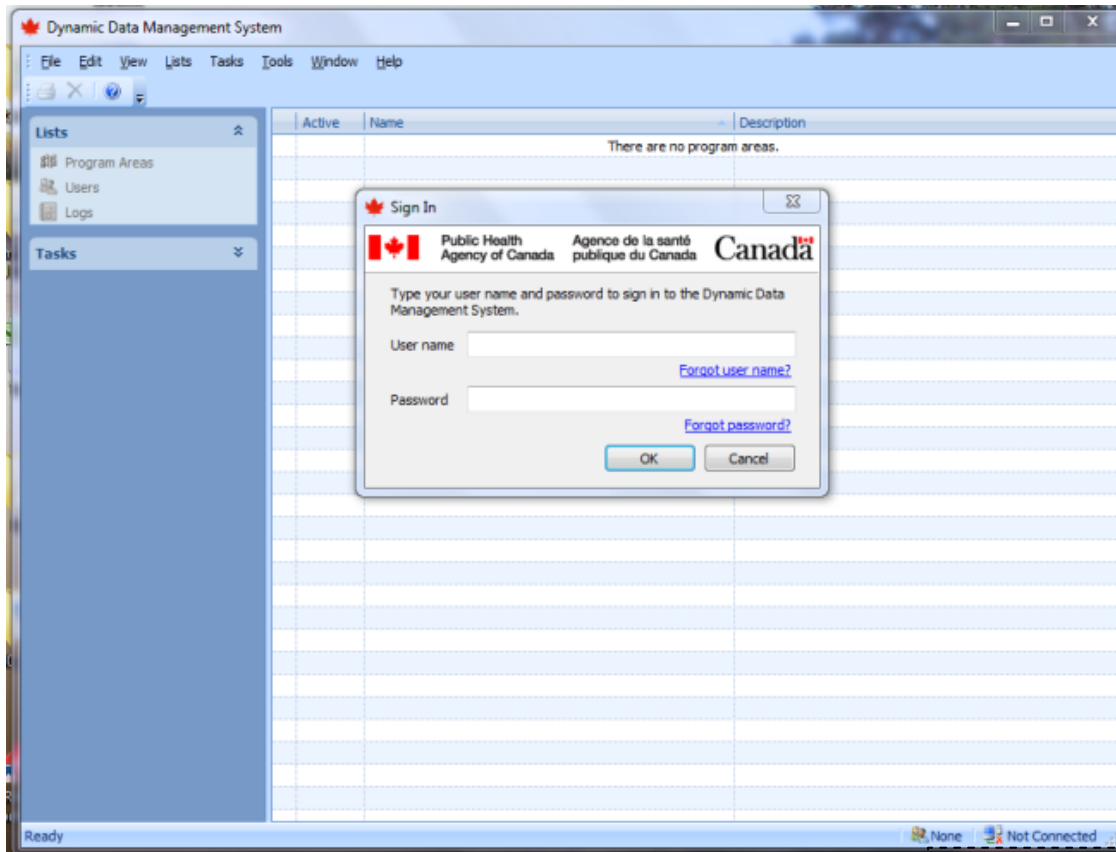 Dynamic Data Management System
File Edit View Lists Tasks Tools Window Help
Lists
Program Areas
Users
Logs
Tasks
Active Name Description
There are no program areas.
Sign In
Public Health
Agency of Canada
Agence de la santé
publique du Canada
Canada
Type your user name and password to sign in to the Dynamic Data
Management System.
User name
Forgot user name?
Password
Forgot password?
OK Cancel
Ready None Not Connected